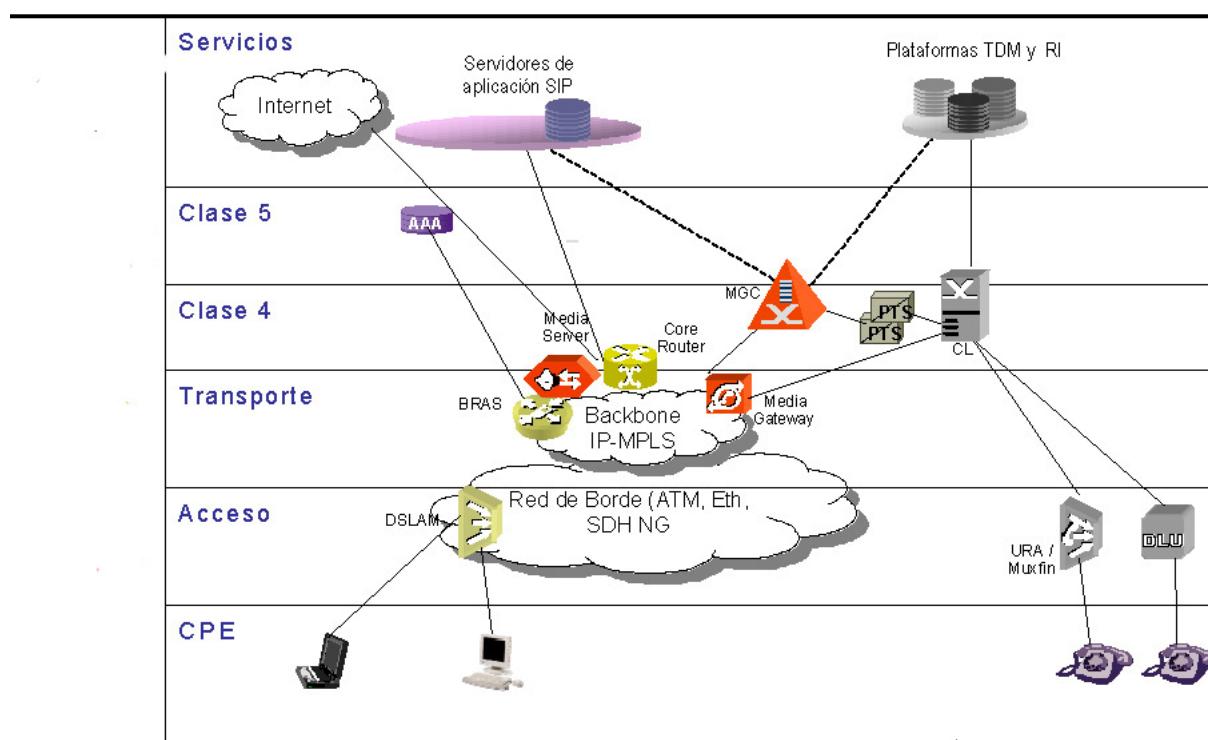 Servicios
Internet
Servidores de
aplicación SIP
Plataformas TDM y RI
Clase 5
AAA
Clase 4
MGC
PTS
PTS
CL
Media
Server
Core
Router
Transporte
BRAS
Backbone
IP-MPLS
Media
Gateway
Acceso
DSLAM
Red de Borde (ATM, Eth,
SDH NG
URA /
Muxfin
DLU
CPE